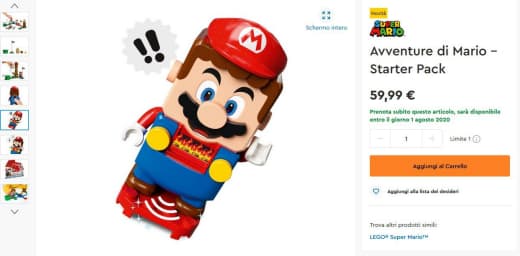 !!
M
Schermo intero
Novità
SUPER
MARIO
Avventure di Mario –
Starter Pack
59,99 €
Prenota subito questo articolo, sarà disponibile
entro il giorno 1 agosto 2020
1
Limite 1
Aggiungi al Carrello
Aggiungi alla lista dei desideri
Trova altri prodotti simili:
LEGO® Super Mario™